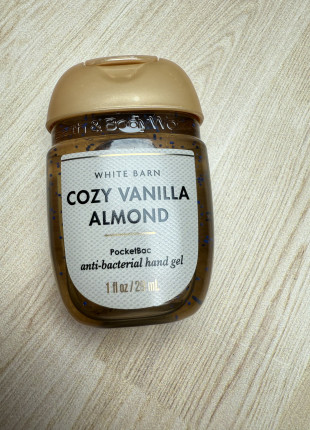 WHITE BARN
COZY VANILLA
ALMOND
PocketBac
anti-bacterial hand gel
1 fl oz / 29 mL